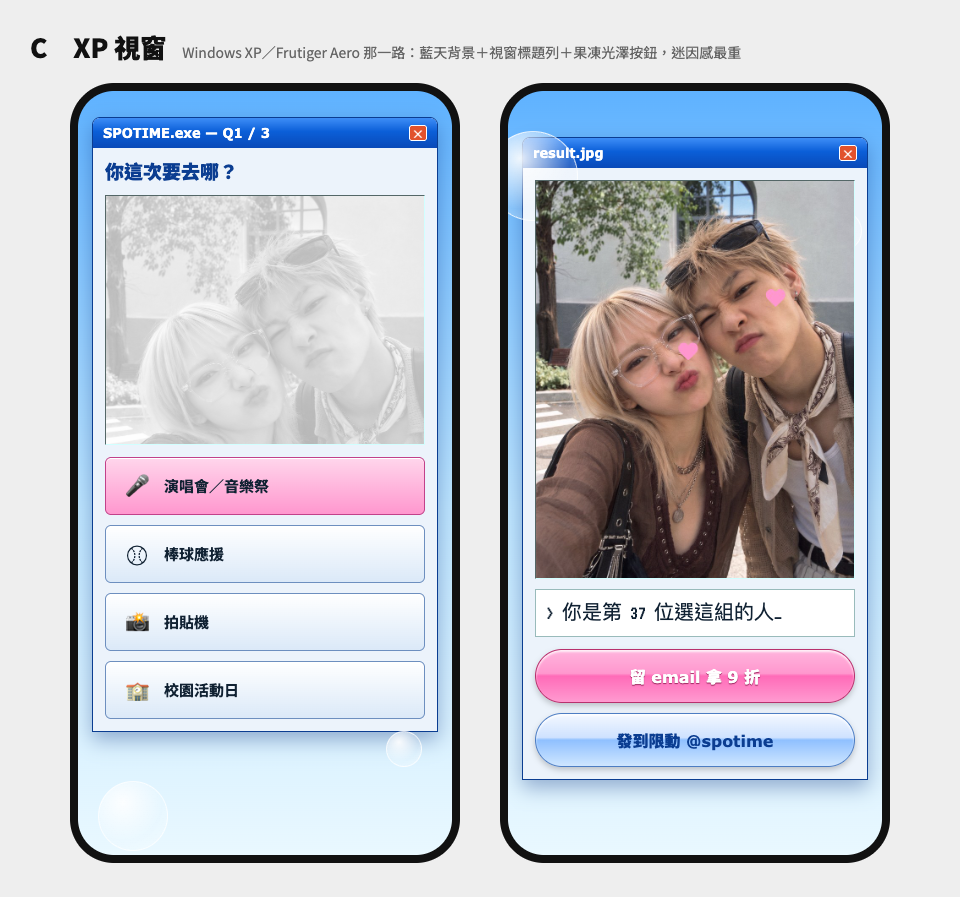 C XP 視窗 Windows XP／Frutiger Aero 那一路：藍天背景＋視窗標題列＋果凍光澤按鈕，迷因感最重
SPOTIME.exe — Q1 / 3
你這次要去哪？
演唱會／音樂祭
棒球應援
拍貼機
校園活動日
result.jpg
› 你是第 37 位選這組的人_
留 email 拿 9 折
發到限動 @spotime